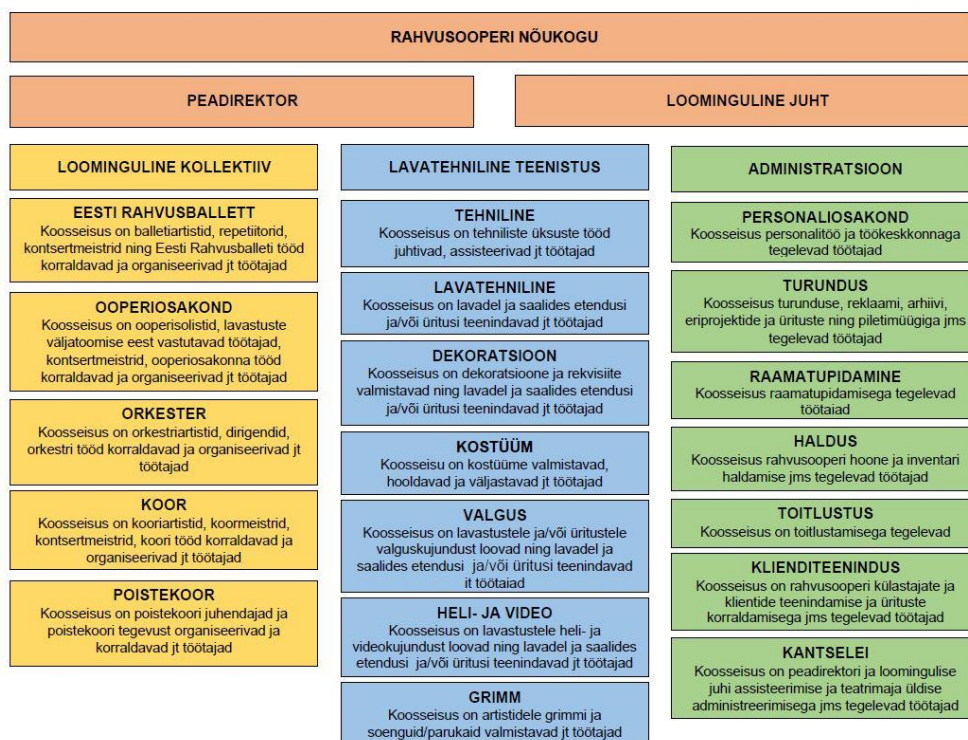 RAHVUSOOPERI NÕUKOGU
PEADIREKTOR
LOOMINGULINE JUHT
LOOMINGULINE KOLLEKTIIV
EESTI RAHVUSBALLETT
Koosseisus on balletiartistid, repetiitorid,
kontsertmeistrid ning Eesti Rahvusballeti tööd
korraldavad ja organiseerivad jt töötajad
OOPERIOSAKOND
Koosseisus on ooperisolistid, lavastuste
väljatoomise eest vastutavad töötajad,
kontsertmeistrid, ooperiosakonna tööd
korraldavad ja organiseerivad jt töötajad
ORKESTER
Koosseisus on orkestriartistid, dirigendid,
orkestri tööd korraldavad ja organiseerivad jt
töötajad
KOOR
Koosseisus on kooriartistid, koormeistrid,
kontsertmeistrid, koori tööd korraldavad ja
organiseerivad jt töötajad
POISTEKOOR
Koosseisus on poistekoori juhendajad ja
poistekoori tegevust organiseerivad ja
korraldavad jt töötajad
LAVATEHNILINE TEENISTUS
TEHNILINE
Koosseisus on tehniliste üksuste tööd
juhtivad, assisteerivad jt töötajad
LAVATEHNILINE
Koosseisus on lavadel ja saalides etendusi
ja/või üritusi teenindavad jt töötajad
DEKORATSIOON
Koosseisus on dekoratsioone ja rekvisiite
valmistavad ning lavadel ja saalides etendusi
ja/või üritusi teenindavad jt töötajad
KOSTÜÜM
Koosseisu on kostüüme valmistavad,
hooldavad ja väljastavad jt töötajad
VALGUS
Koosseisus on lavastustele ja/või üritustele
valguskujundust loovad ning lavadel ja
saalides etendusi ja/või üritusi teenindavad
jt töötajad
HELI- JA VIDEO
Koosseisus on lavastustele heli- ja
videokujundust loovad ning lavadel ja saalides
etendusi ja/või üritusi teenindavad jt töötajad
GRIMM
Koosseisus on artistidele grimmi ja
soenguid/parukaid valmistavad jt töötajad
ADMINISTRATSIOON
PERSONALIOSAKOND
Koosseisus personalitöö ja töökeskkonnaga
tegelevad töötajad
TURUNDUS
Koosseisus turunduse, reklaami, arhiivi,
eriprojektide ja ürituste ning piletimüügiga jms
tegelevad töötajad
RAAMATUPIDAMINE
Koosseisus raamatupidamisega tegelevad
töötajad
HALDUS
Koosseisus rahvusooperi hoone ja inventari
haldamise jms tegelevad töötajad
TOITLUSTUS
Koosseisus on toitlustamisega tegelevad
KLIENDITEENINDUS
Koosseisus on rahvusooperi külastajate ja
klientide teenindamise ja ürituste
korraldamisega jms tegelevad töötajad
KANTSELEI
Koosseisus on peadirektori ja loomingulise
juhi assisteerimise ja teatrimaja üldise
administreerimisega jms tegelevad töötajad